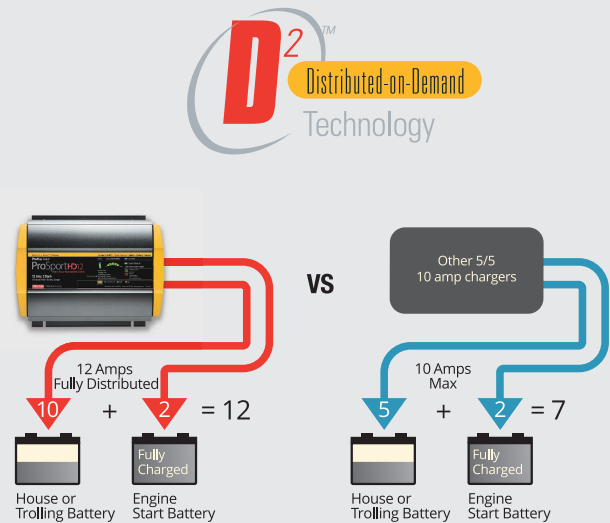 D² ™
Distributed-on-Demand
Technology
ProSportHD12
VS
Other 5/5
10 amp chargers
12 Amps
Fully Distributed
10 + 2 = 12
Fully
Charged
House or
Trolling Battery
Engine
Start Battery
10 Amps
Max
5 + 2 = 7
Fully
Charged
House or
Trolling Battery
Engine
Start Battery